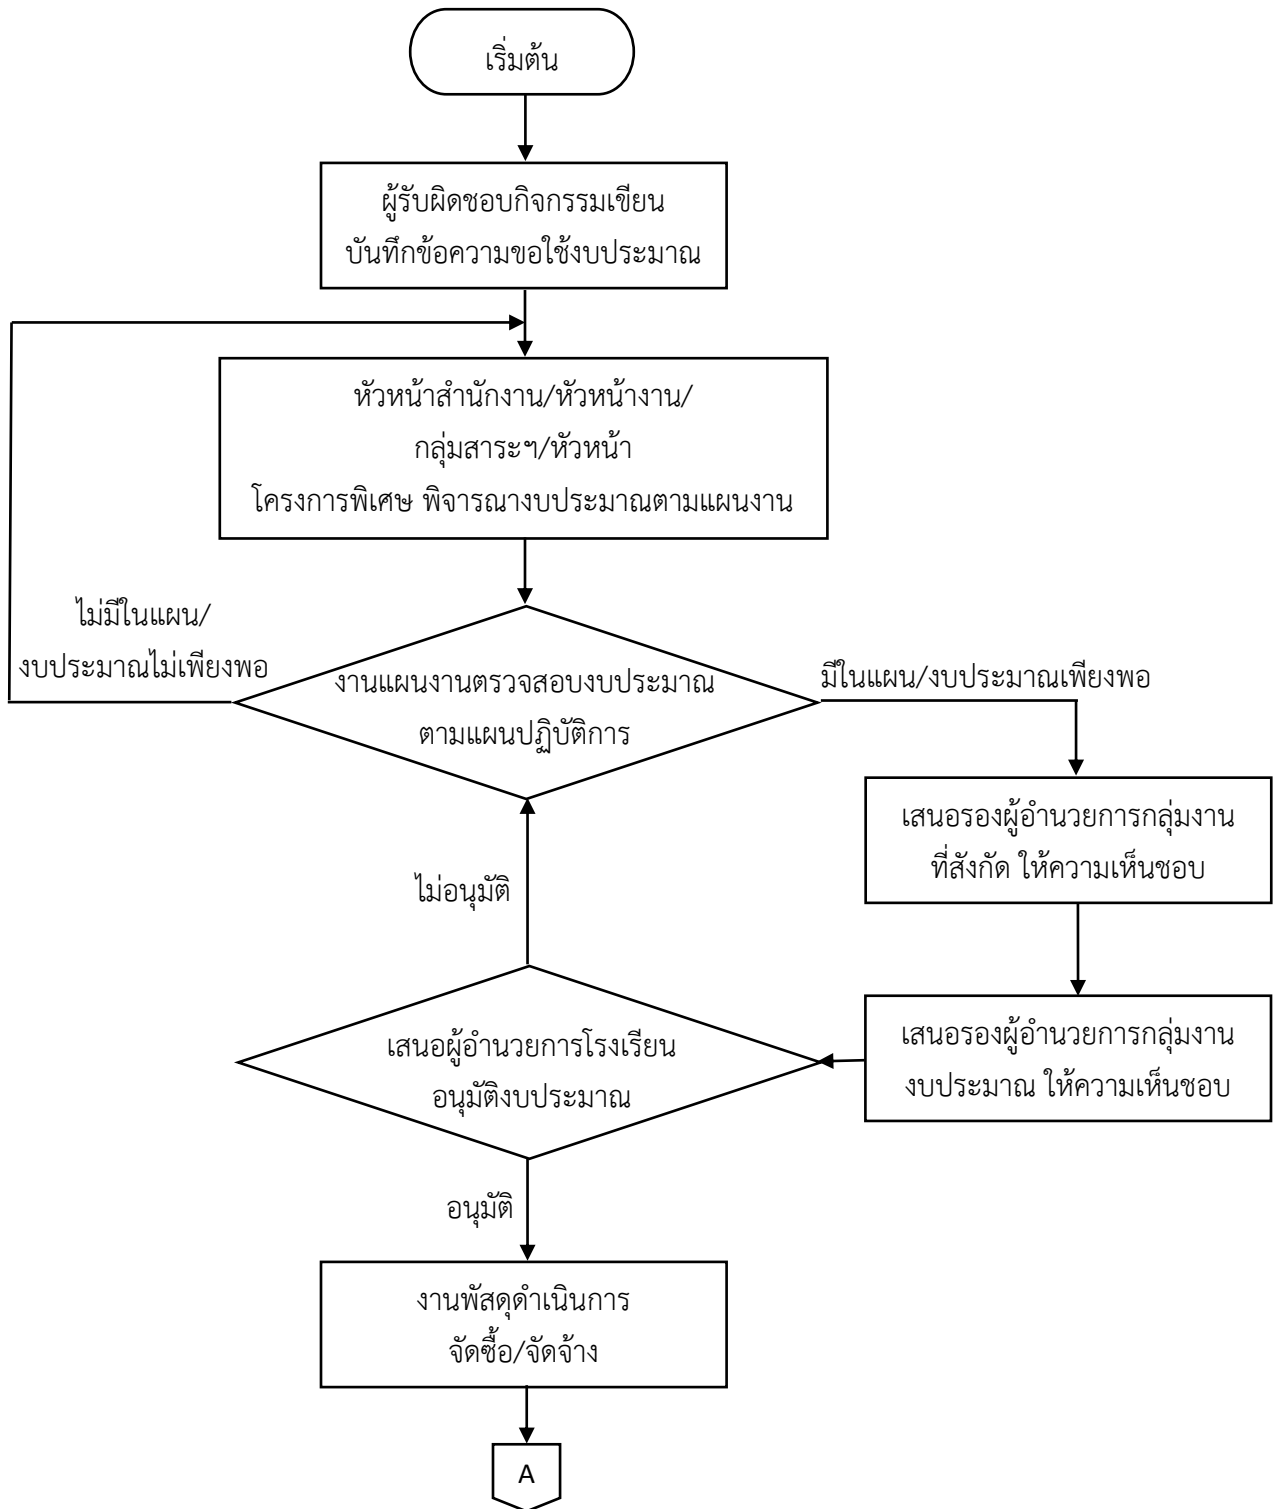 เริ่มต้น
ผู้รับผิดชอบกิจกรรมเขียน
บันทึกข้อความขอใช้งบประมาณ
หัวหน้าสำนักงาน/หัวหน้างาน/
กลุ่มสาระฯ/หัวหน้า
โครงการพิเศษ พิจารณางบประมาณตามแผนงาน
ไม่มีในแผน/
งบประมาณไม่เพียงพอ
งานแผนงานตรวจสอบงบประมาณ
ตามแผนปฏิบัติการ
มีในแผน/งบประมาณเพียงพอ
เสนอรองผู้อำนวยการกลุ่มงาน
ที่สังกัด ให้ความเห็นชอบ
ไม่อนุมัติ
เสนอรองผู้อำนวยการกลุ่มงาน
งบประมาณ ให้ความเห็นชอบ
เสนอผู้อำนวยการโรงเรียน
อนุมัติงบประมาณ
อนุมัติ
งานพัสดุดำเนินการ
จัดซื้อ/จัดจ้าง
A